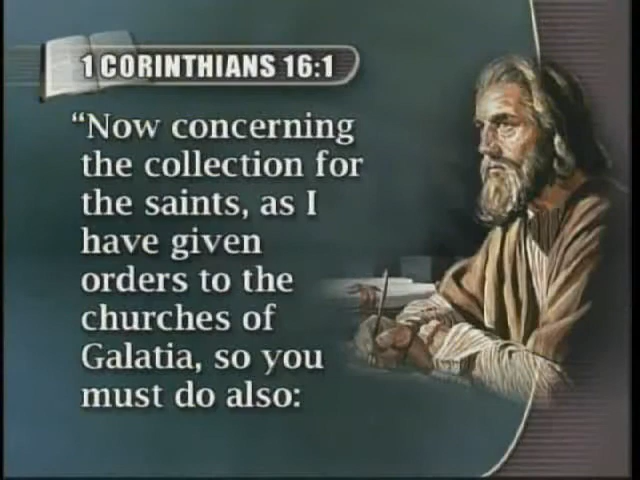 1 CORINTHIANS 16:1
“Now concerning
the collection for
the saints, as I
have given
orders to the
churches of
Galatia, so you
must do also: